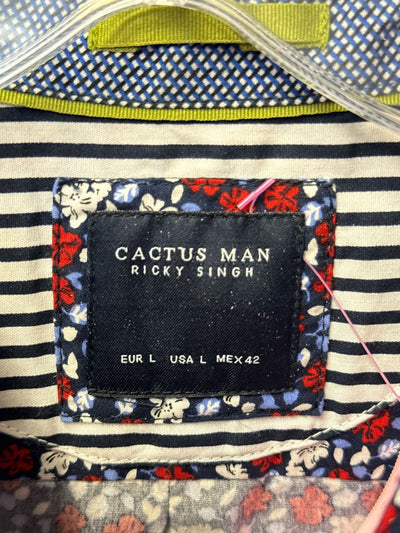 CACTUS MAN
RICKY SINGH
EUR L USA L MEX 42